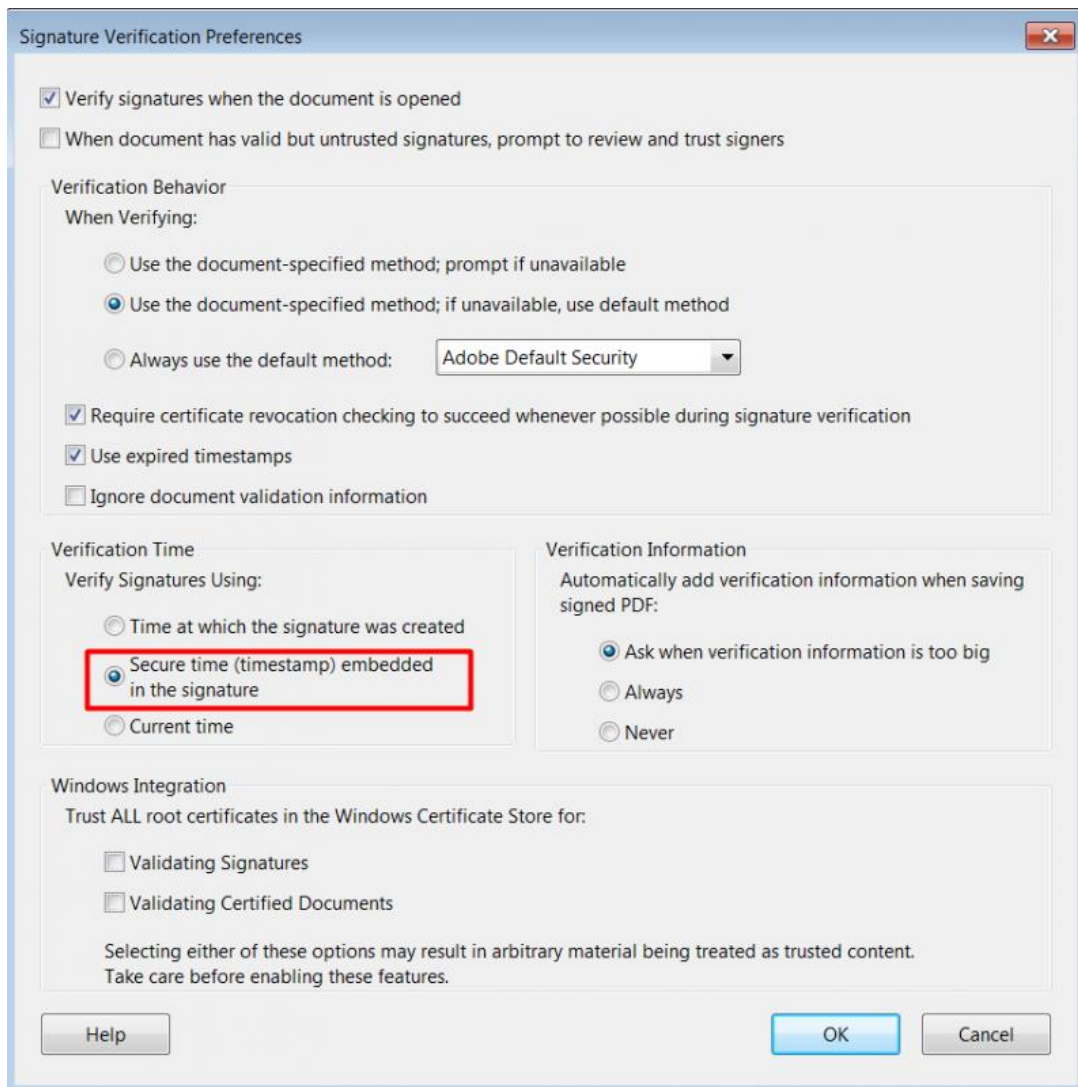 Signature Verification Preferences
Verify signatures when the document is opened
When document has valid but untrusted signatures, prompt to review and trust signers
Verification Behavior
When Verifying:
Use the document-specified method; prompt if unavailable
Use the document-specified method; if unavailable, use default method
Always use the default method: Adobe Default Security
Require certificate revocation checking to succeed whenever possible during signature verification
Use expired timestamps
Ignore document validation information
Verification Time
Verify Signatures Using:
Time at which the signature was created
Secure time (timestamp) embedded
in the signature
Current time
Verification Information
Automatically add verification information when saving
signed PDF:
Ask when verification information is too big
Always
Never
Windows Integration
Trust ALL root certificates in the Windows Certificate Store for:
Validating Signatures
Validating Certified Documents
Selecting either of these options may result in arbitrary material being treated as trusted content.
Take care before enabling these features.
Help OK Cancel